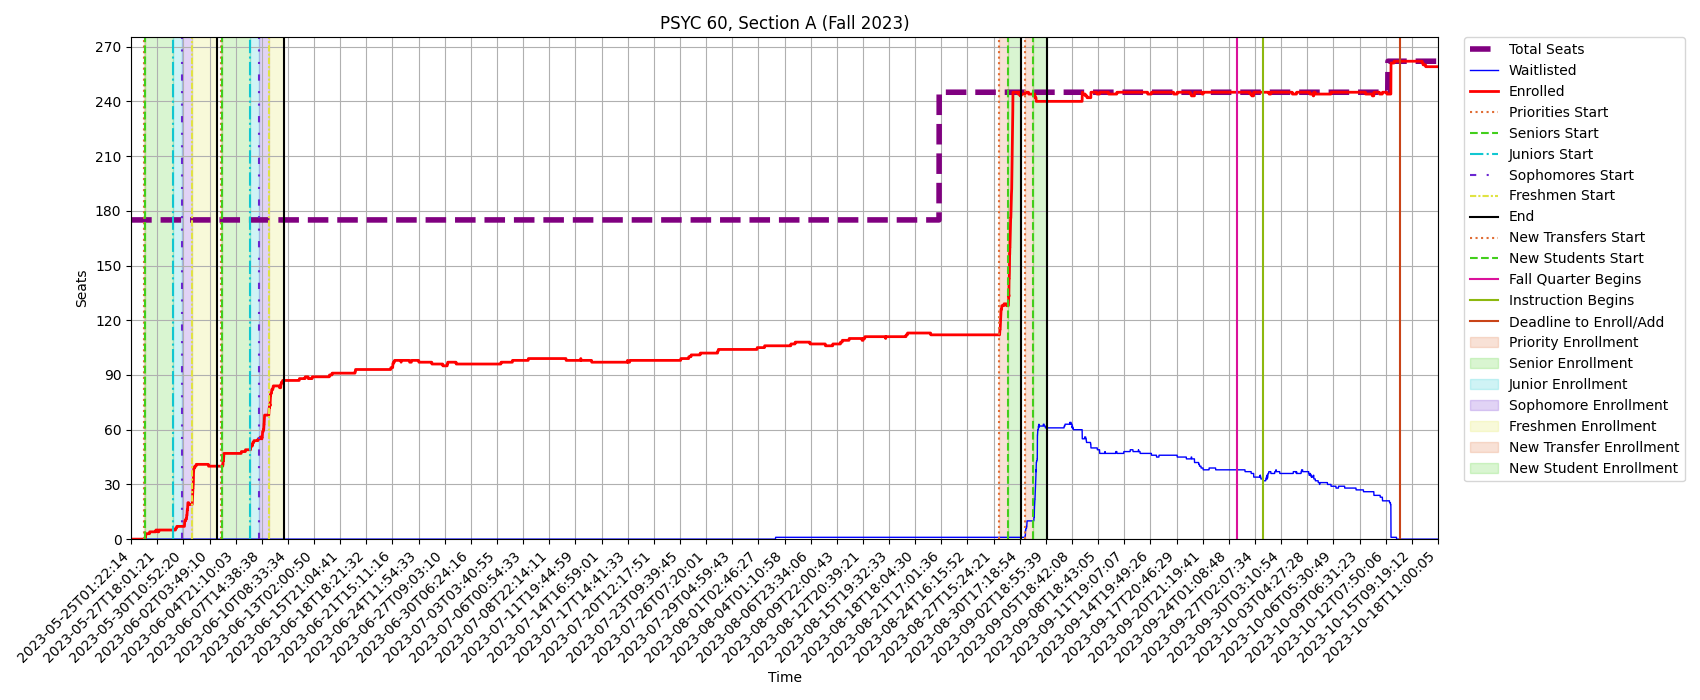 PSYC 60, Section A (Fall 2023)
Seats
270
240
210
180
150
120
90
60
30
0
2023-05-25T01:22:14
2023-05-27T18:01:21
2023-05-30T10:52:20
2023-06-02T03:49:10
2023-06-04T21:10:03
2023-06-07T14:38:38
2023-06-10T08:33:34
2023-06-13T02:00:50
2023-06-15T21:04:41
2023-06-18T18:21:32
2023-06-21T15:11:16
2023-06-24T11:54:33
2023-06-27T09:03:10
2023-06-30T06:24:16
2023-07-03T03:40:55
2023-07-06T00:54:33
2023-07-08T22:14:11
2023-07-11T19:44:59
2023-07-14T16:59:01
2023-07-17T14:41:33
2023-07-20T12:17:51
2023-07-23T09:39:45
2023-07-26T07:20:01
2023-07-29T04:59:43
2023-08-01T02:46:27
2023-08-04T01:10:58
2023-08-06T23:34:06
2023-08-09T22:00:43
2023-08-12T20:39:21
2023-08-15T19:32:33
2023-08-18T18:04:30
2023-08-21T17:01:36
2023-08-24T16:15:52
2023-08-27T15:24:21
2023-08-30T17:18:54
2023-09-02T18:55:39
2023-09-05T18:42:08
2023-09-08T18:43:05
2023-09-11T19:07:07
2023-09-14T19:49:26
2023-09-17T20:46:29
2023-09-20T21:19:41
2023-09-24T01:08:48
2023-09-27T02:07:34
2023-09-30T03:10:54
2023-10-03T04:27:28
2023-10-06T05:30:49
2023-10-09T06:31:23
2023-10-12T07:50:06
2023-10-15T09:19:12
2023-10-18T11:00:05
Time
Total Seats
Waitlisted
Enrolled
Priorities Start
Seniors Start
Juniors Start
Sophomores Start
Freshmen Start
End
New Transfers Start
New Students Start
Fall Quarter Begins
Instruction Begins
Deadline to Enroll/Add
Priority Enrollment
Senior Enrollment
Junior Enrollment
Sophomore Enrollment
Freshmen Enrollment
New Transfer Enrollment
New Student Enrollment